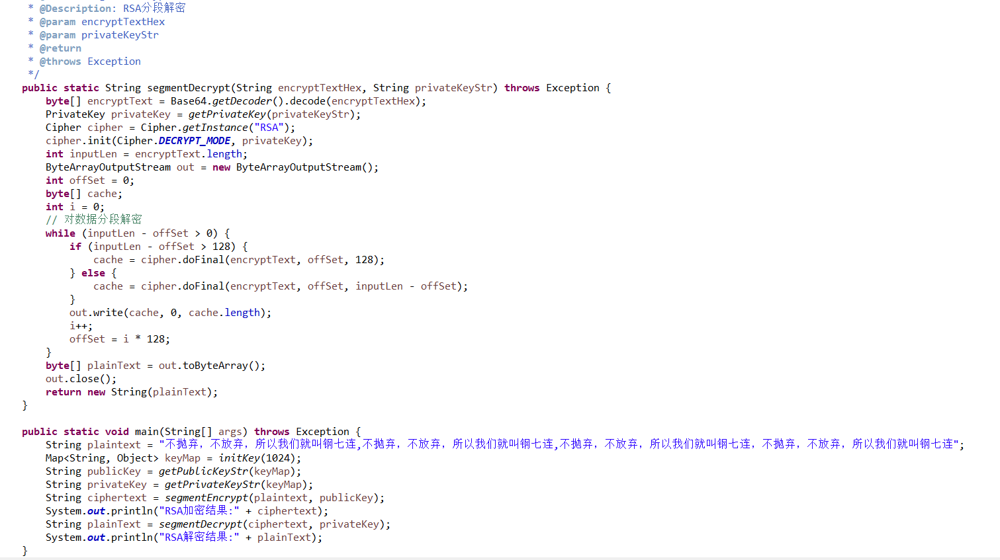 * @Description: RSA分段解密
* @param encryptTextHex
* @param privateKeyStr
* @return
* @throws Exception
*/
public static String segmentDecrypt(String encryptTextHex, String privateKeyStr) throws Exception {
byte[] encryptText = Base64.getDecoder().decode(encryptTextHex);
PrivateKey privateKey = getPrivateKey(privateKeyStr);
Cipher cipher = Cipher.getInstance("RSA");
cipher.init(Cipher.DECRYPT_MODE, privateKey);
int inputLen = encryptText.length;
ByteArrayOutputStream out = new ByteArrayOutputStream();
int offSet = 0;
byte[] cache;
int i = 0;
// 对数据分段解密
while (inputLen - offSet > 0) {
if (inputLen - offSet > 128) {
cache = cipher.doFinal(encryptText, offSet, 128);
} else {
cache = cipher.doFinal(encryptText, offSet, inputLen - offSet);
}
out.write(cache, 0, cache.length);
i++;
offSet = i * 128;
}
byte[] plainText = out.toByteArray();
out.close();
return new String(plainText);
}
public static void main(String[] args) throws Exception {
String plaintext = "不抛弃，不放弃，所以我们就叫钢七连,不抛弃，不放弃，所以我们就叫钢七连,不抛弃，不放弃，所以我们就叫钢七连，不抛弃，不放弃，所以我们就叫钢七连";
Map<String, Object> keyMap = initKey(1024);
String publicKey = getPublicKeyStr(keyMap);
String privateKey = getPrivateKeyStr(keyMap);
String ciphertext = segmentEncrypt(plaintext, publicKey);
System.out.println("RSA加密结果:" + ciphertext);
String plainText = segmentDecrypt(ciphertext, privateKey);
System.out.println("RSA解密结果:" + plainText);
}